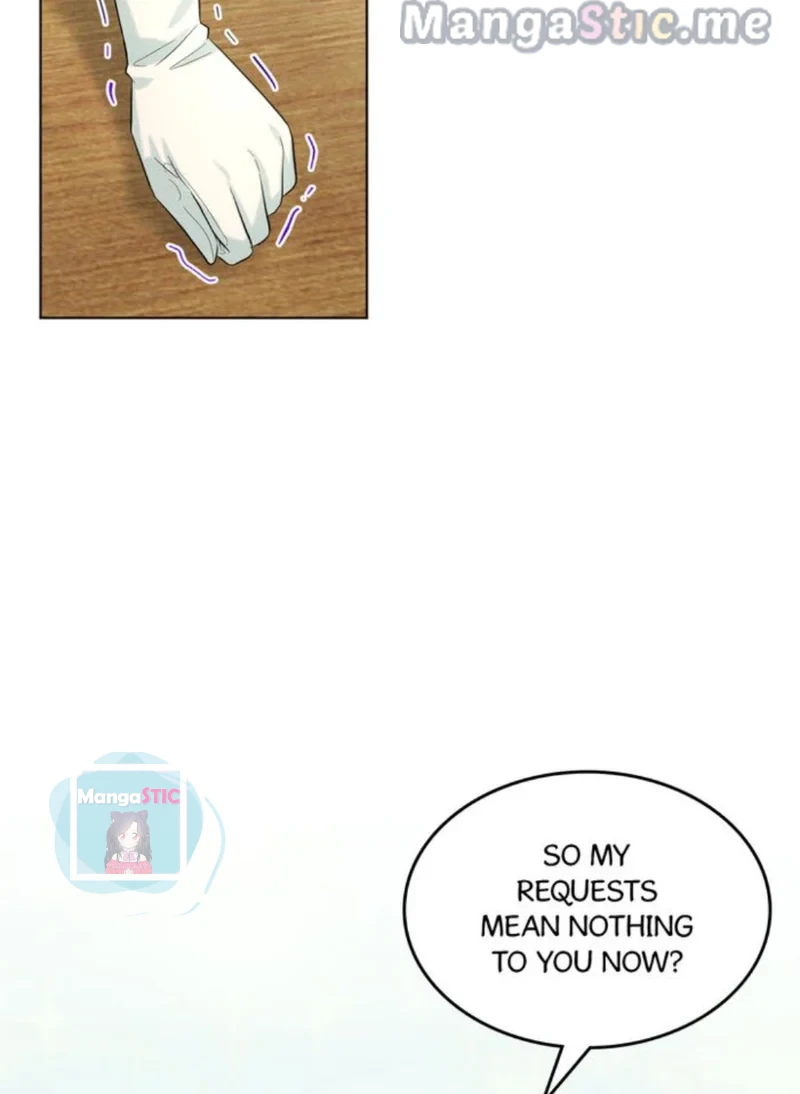 MangaStic.me
MangaSTIC
SO MY
REQUESTS
MEAN NOTHING
TO YOU NOW?